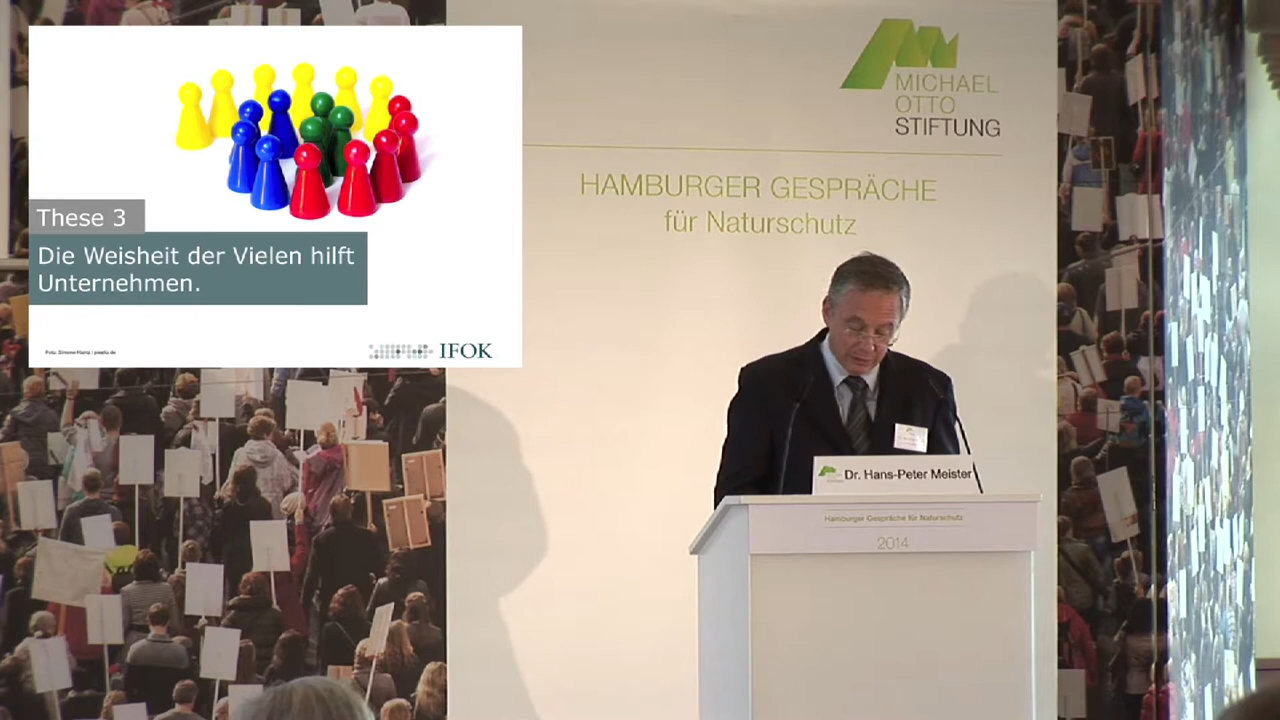 These 3
Die Weisheit der Vielen hilft
Unternehmen.
IFOK
MICHAEL
OTTO
STIFTUNG
HAMBURGER GESPRÄCHE
für Naturschutz
Dr. Hans-Peter Meister
Hamburger Gespräche für Naturschutz
2014